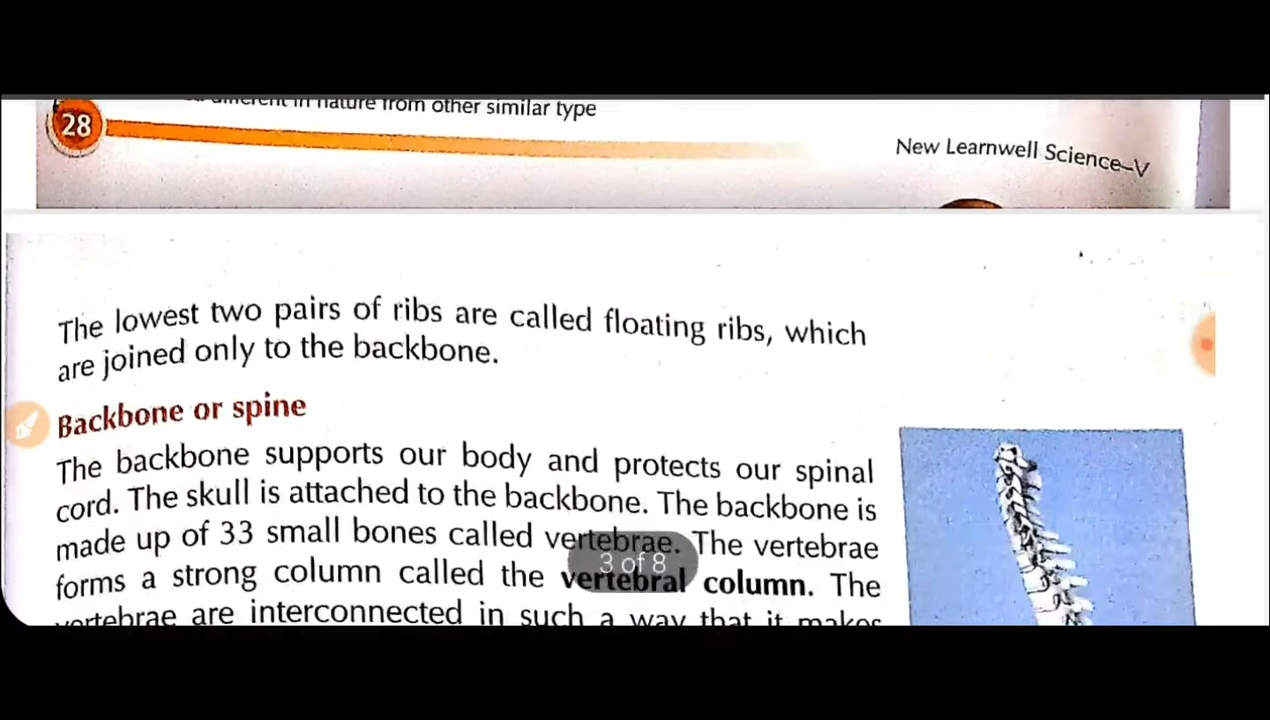 different in nature from other similar type
28
New Learnwell Science–V
The lowest two pairs of ribs are called floating ribs, which
are joined only to the backbone.
Backbone or spine
The backbone supports our body and protects our spinal
cord. The skull is attached to the backbone. The backbone is
made up of 33 small bones called vertebrae. The vertebrae
3 of 8
forms a strong column called the vertebral column. The
vertebrae are interconnected in such a way that it makes